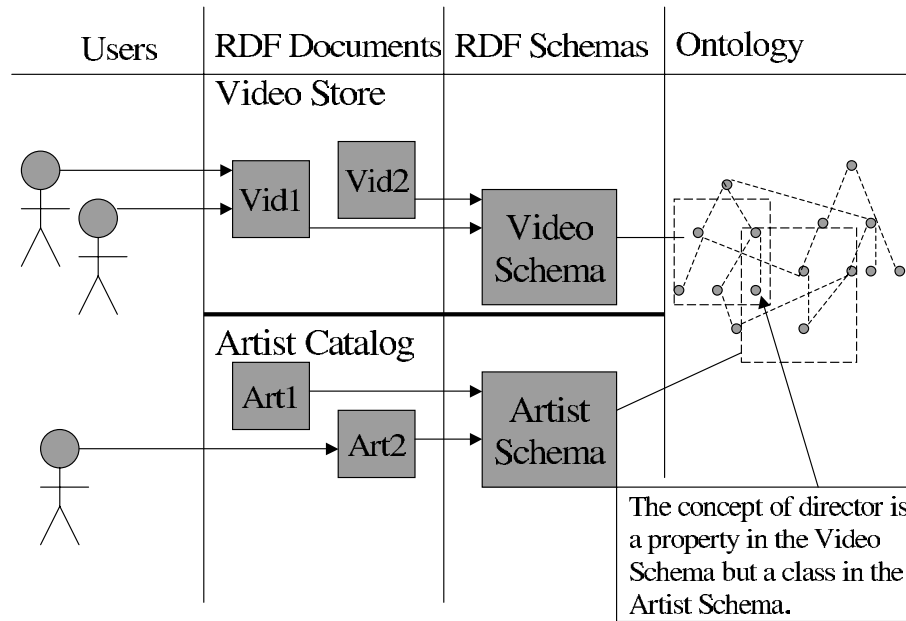 Users
RDF Documents
RDF Schemas
Ontology
Video Store
Vid1
Vid2
Video
Schema
Artist Catalog
Art1
Art2
Artist
Schema
The concept of director is
a property in the Video
Schema but a class in the
Artist Schema.